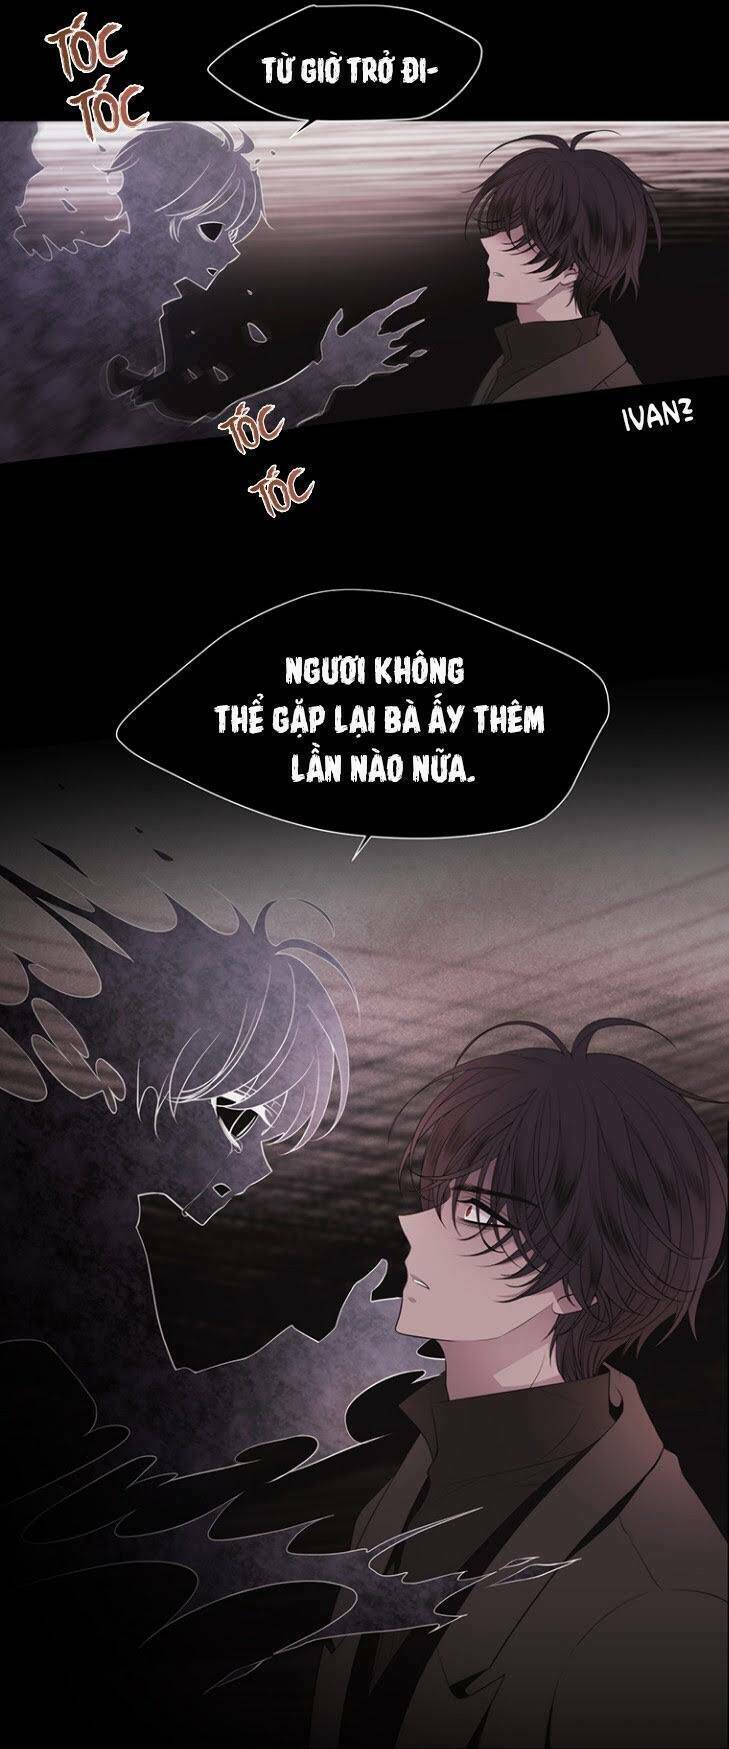 TÓC
TÓC
TỪ GIỜ TRỞ ĐI-
IVAN?
TÓC
TÓC
NGƯƠI KHÔNG
THỂ GẶP LẠI BÀ ẤY THÊM
LẦN NÀO NỮA.